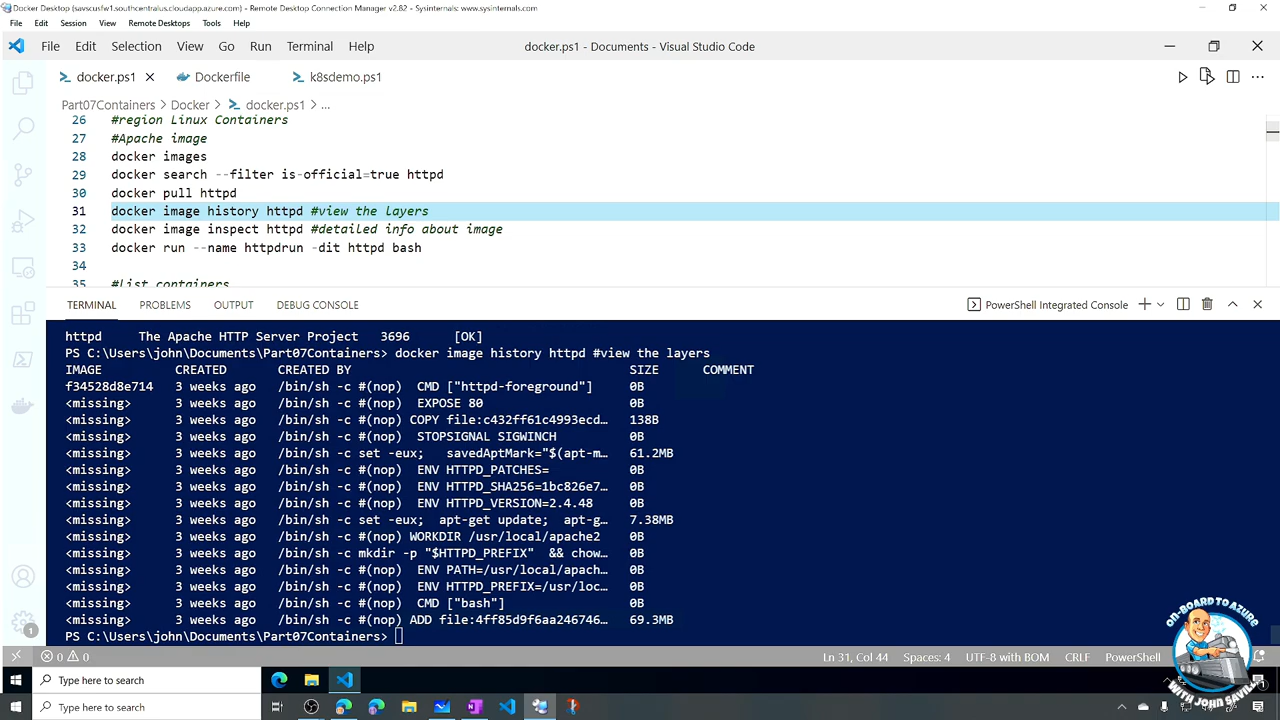 Docker Desktop (savscusfw1.southcentralus.cloudapp.azure.com) - Remote Desktop Connection Manager v2.82 - Sysinternals: www.sysinternals.com
File Edit Session View Remote Desktops Tools Help
File Edit Selection View Go Run Terminal Help docker.ps1 - Documents - Visual Studio Code
docker.ps1 Dockerfile k8sdemo.ps1
Part07Containers > Docker > docker.ps1 > ...
26 #region Linux Containers
27 #Apache image
28 docker images
29 docker search --filter is-official=true httpd
30 docker pull httpd
31 docker image history httpd #view the layers
32 docker image inspect httpd #detailed info about image
33 docker run --name httpdrun -dit httpd bash
34
35 #list containers
TERMINAL PROBLEMS OUTPUT DEBUG CONSOLE PowerShell Integrated Console
httpd The Apache HTTP Server Project 3696 [OK]
PS C:\Users\john\Documents\Part07Containers> docker image history httpd #view the layers
IMAGE CREATED CREATED BY SIZE COMMENT
f34528d8e714 3 weeks ago /bin/sh -c #(nop) CMD ["httpd-foreground"] 0B
<missing> 3 weeks ago /bin/sh -c #(nop) EXPOSE 80 0B
<missing> 3 weeks ago /bin/sh -c #(nop) COPY file:c432ff61c4993ecd… 138B
<missing> 3 weeks ago /bin/sh -c #(nop) STOPSIGNAL SIGWINCH 0B
<missing> 3 weeks ago /bin/sh -c set -eux; savedAptMark="$(apt-m… 61.2MB
<missing> 3 weeks ago /bin/sh -c #(nop) ENV HTTPD_PATCHES= 0B
<missing> 3 weeks ago /bin/sh -c #(nop) ENV HTTPD_SHA256=1bc826e7… 0B
<missing> 3 weeks ago /bin/sh -c #(nop) ENV HTTPD_VERSION=2.4.48 0B
<missing> 3 weeks ago /bin/sh -c set -eux; apt-get update; apt-g… 7.38MB
<missing> 3 weeks ago /bin/sh -c #(nop) WORKDIR /usr/local/apache2 0B
<missing> 3 weeks ago /bin/sh -c mkdir -p "$HTTPD_PREFIX" && chow… 0B
<missing> 3 weeks ago /bin/sh -c #(nop) ENV PATH=/usr/local/apach… 0B
<missing> 3 weeks ago /bin/sh -c #(nop) ENV HTTPD_PREFIX=/usr/loc… 0B
<missing> 3 weeks ago /bin/sh -c #(nop) CMD ["bash"] 0B
<missing> 3 weeks ago /bin/sh -c #(nop) ADD file:4ff85d9f6aa246746… 69.3MB
PS C:\Users\john\Documents\Part07Containers>
1
0 0 Ln 31, Col 44 Spaces: 4 UTF-8 with BOM CRLF PowerShell
ON-BOARD TO AZURE
WITH JOHN SAVILL
Type here to search
Type here to search